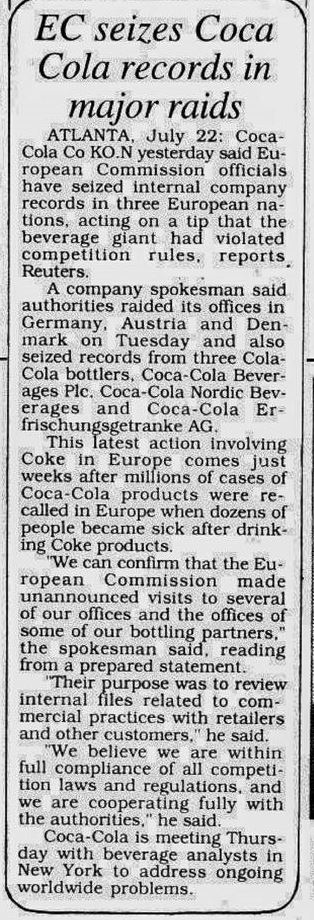 EC seizes Coca
Cola records in
major raids
ATLANTA, July 22: Coca-
Cola Co KO.N yesterday said Eu-
ropean Commission officials
have seized internal company
records in three European na-
tions, acting on a tip that the
beverage giant had violated
competition rules, reports
Reuters.
A company spokesman said
authorities raided its offices in
Germany, Austria and Den-
mark on Tuesday and also
seized records from three Cola-
Cola bottlers, Coca-Cola Bever-
ages Plc, Coca-Cola Nordic Bev-
erages and Coca-Cola Er-
frischungsgetranke AG.
This latest action involving
Coke in Europe comes just
weeks after millions of cases of
Coca-Cola products were re-
called in Europe when dozens of
people became sick after drink-
ing Coke products.
"We can confirm that the Eu-
ropean Commission made
unannounced visits to several
of our offices and the offices of
some of our bottling partners,"
the spokesman said, reading
from a prepared statement.
"Their purpose was to review
internal files related to com-
mercial practices with retailers
and other customers," he said.
"We believe we are within
full compliance of all competi-
tion laws and regulations, and
we are cooperating fully with
the authorities," he said.
Coca-Cola is meeting Thurs-
day with beverage analysts in
New York to address ongoing
worldwide problems.